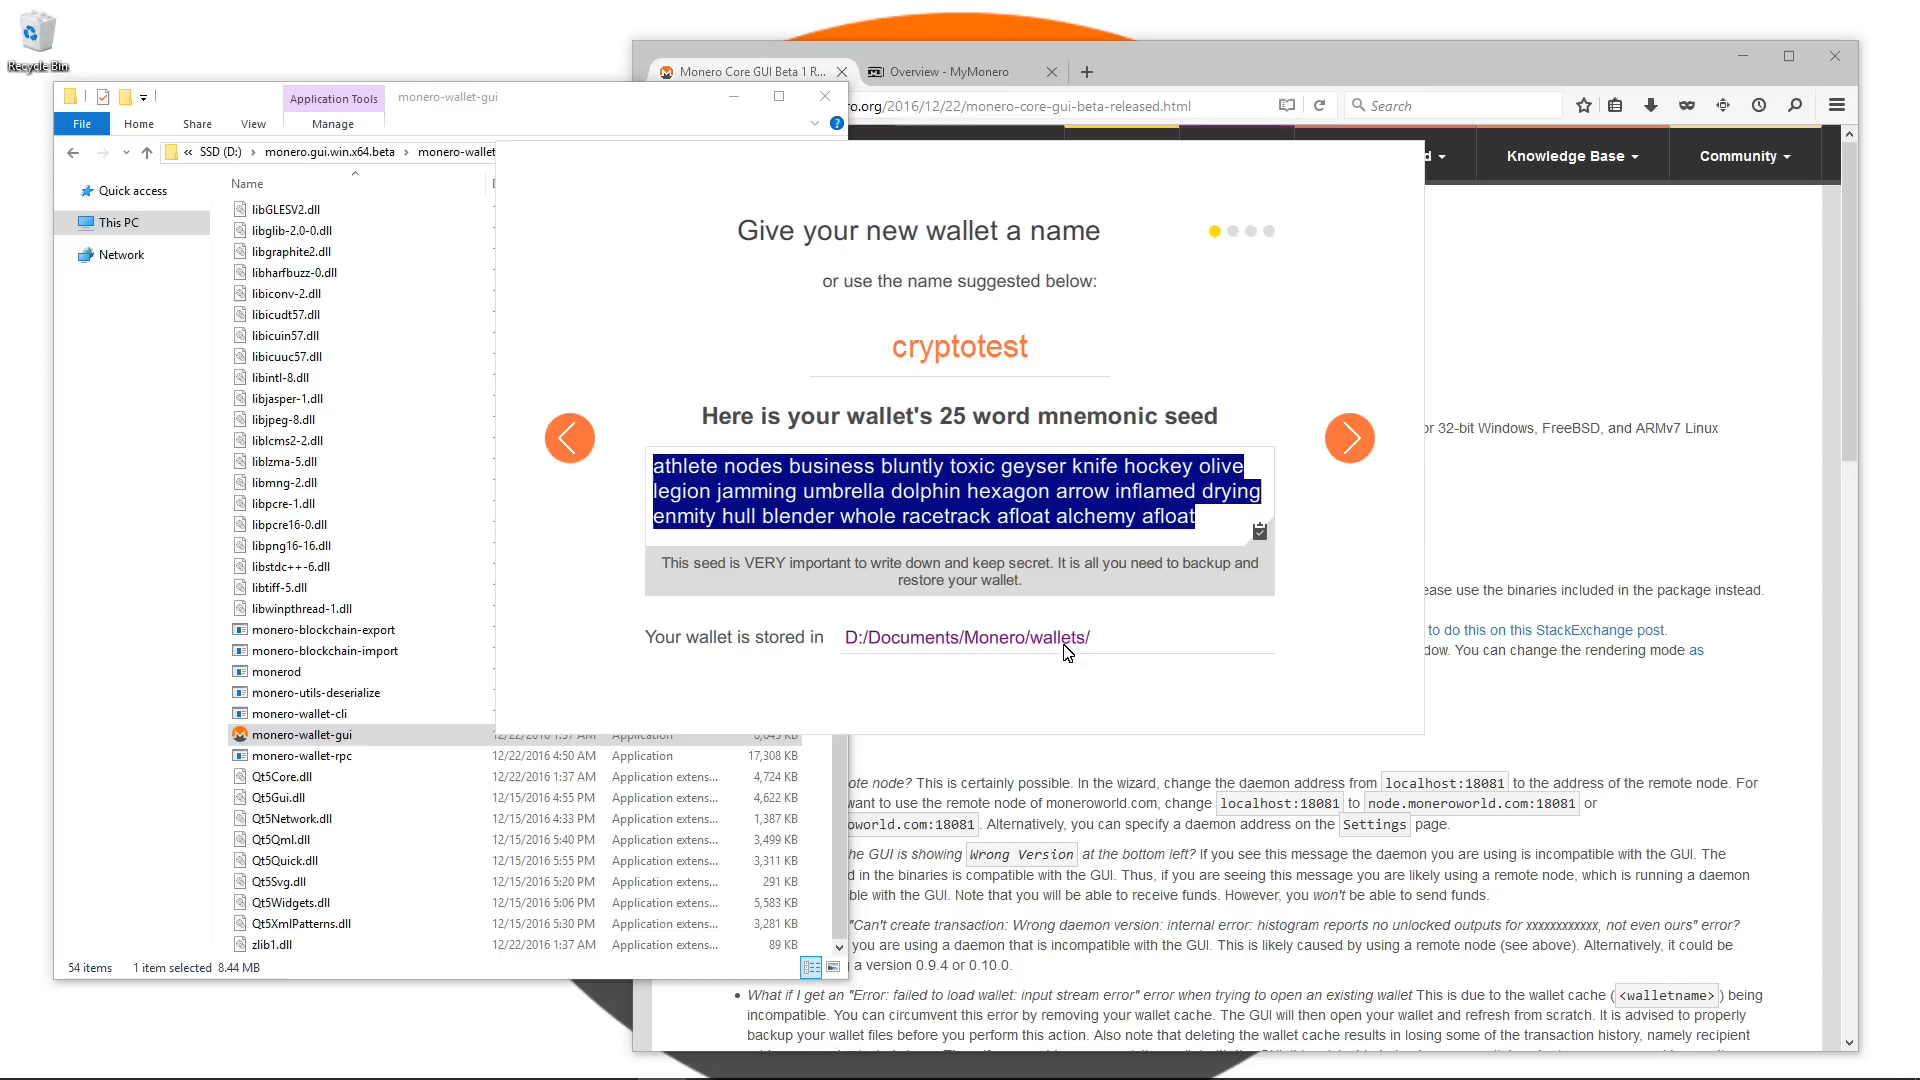 Recycle Bin
Monero Core GUI Beta 1 R...
Overview - MyMonero
ro.org/2016/12/22/monero-core-gui-beta-released.html
Search
Application Tools
monero-wallet-gui
File
Home
Share
View
Manage
« SSD (D:) > monero.gui.win.x64.beta > monero-wallet
Knowledge Base
Community
Quick access
This PC
Network
Name
libGLESV2.dll
libglib-2.0-0.dll
libgraphite2.dll
libharfbuzz-0.dll
libiconv-2.dll
libicudt57.dll
libicuin57.dll
libicuuc57.dll
libintl-8.dll
libjasper-1.dll
libjpeg-8.dll
liblcms2-2.dll
liblzma-5.dll
libmng-2.dll
libpcre-1.dll
libpcre16-0.dll
libpng16-16.dll
libstdc++-6.dll
libtiff-5.dll
libwinpthread-1.dll
monero-blockchain-export
monero-blockchain-import
monerod
monero-utils-deserialize
monero-wallet-cli
monero-wallet-gui
monero-wallet-rpc 12/22/2016 4:50 AM Application 17,308 KB
Qt5Core.dll 12/22/2016 1:37 AM Application extens... 4,724 KB
Qt5Gui.dll 12/15/2016 4:55 PM Application extens... 4,622 KB
Qt5Network.dll 12/15/2016 4:33 PM Application extens... 1,387 KB
Qt5Qml.dll 12/15/2016 5:40 PM Application extens... 3,499 KB
Qt5Quick.dll 12/15/2016 5:55 PM Application extens... 3,311 KB
Qt5Svg.dll 12/15/2016 5:20 PM Application extens... 291 KB
Qt5Widgets.dll 12/15/2016 5:06 PM Application extens... 5,583 KB
Qt5XmlPatterns.dll 12/15/2016 5:30 PM Application extens... 3,281 KB
zlib1.dll 12/22/2016 1:37 AM Application extens... 89 KB
54 items 1 item selected 8.44 MB
Give your new wallet a name
or use the name suggested below:
cryptotest
Here is your wallet's 25 word mnemonic seed
athlete nodes business bluntly toxic geyser knife hockey olive
legion jamming umbrella dolphin hexagon arrow inflamed drying
enmity hull blender whole racetrack afloat alchemy afloat
This seed is VERY important to write down and keep secret. It is all you need to backup and
restore your wallet.
Your wallet is stored in D:/Documents/Monero/wallets/
or 32-bit Windows, FreeBSD, and ARMv7 Linux
ease use the binaries included in the package instead.
to do this on this StackExchange post.
dow. You can change the rendering mode as
ote node? This is certainly possible. In the wizard, change the daemon address from localhost:18081 to the address of the remote node. For
want to use the remote node of moneroworld.com, change localhost:18081 to node.moneroworld.com:18081 or
oworld.com:18081 . Alternatively, you can specify a daemon address on the Settings page.
he GUI is showing Wrong Version at the bottom left? If you see this message the daemon you are using is incompatible with the GUI. The
d in the binaries is compatible with the GUI. Thus, if you are seeing this message you are likely using a remote node, which is running a daemon
ble with the GUI. Note that you will be able to receive funds. However, you won't be able to send funds.
"Can't create transaction: Wrong daemon version: internal error: histogram reports no unlocked outputs for xxxxxxxxxxx, not even ours" error?
you are using a daemon that is incompatible with the GUI. This is likely caused by using a remote node (see above). Alternatively, it could be
g a version 0.9.4 or 0.10.0.
• What if I get an "Error: failed to load wallet: input stream error" error when trying to open an existing wallet This is due to the wallet cache ( <walletname> ) being
incompatible. You can circumvent this error by removing your wallet cache. The GUI will then open your wallet and refresh from scratch. It is advised to properly
backup your wallet files before you perform this action. Also note that deleting the wallet cache results in losing some of the transaction history, namely recipient